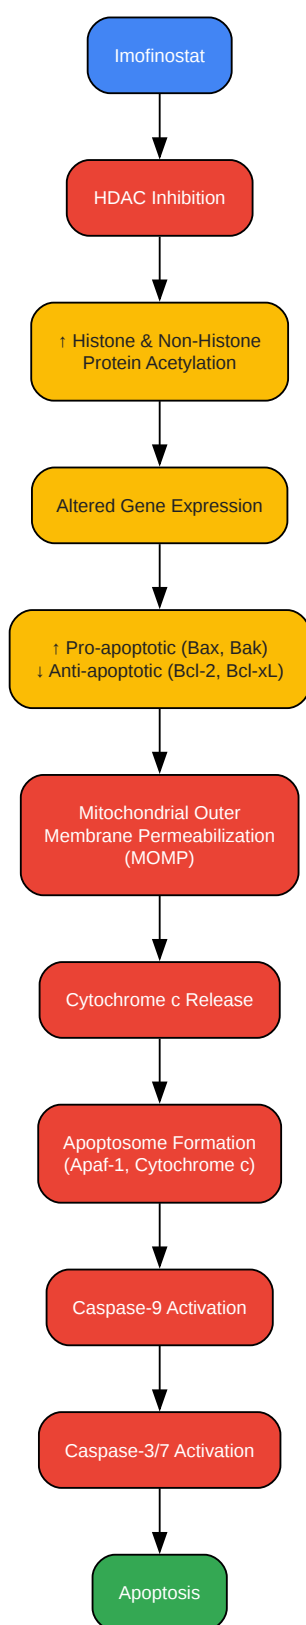 Imofinostat
HDAC Inhibition
↑ Histone & Non-Histone
Protein Acetylation
Altered Gene Expression
↑ Pro-apoptotic (Bax, Bak)
↓ Anti-apoptotic (Bcl-2, Bcl-xL)
Mitochondrial Outer
Membrane Permeabilization
(MOMP)
Cytochrome c Release
Apoptosome Formation
(Apaf-1, Cytochrome c)
Caspase-9 Activation
Caspase-3/7 Activation
Apoptosis